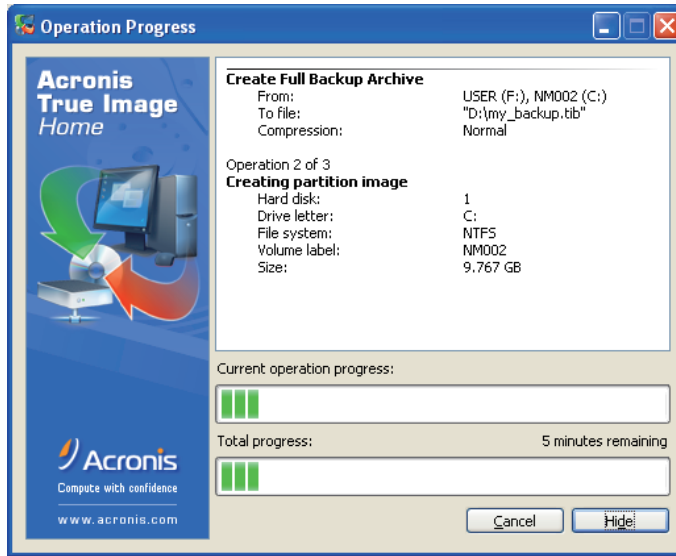 Operation Progress
Acronis
True Image
Home
Create Full Backup Archive
From: USER (F:), NM002 (C:)
To file: "D:\my_backup.tib"
Compression: Normal
Operation 2 of 3
Creating partition image
Hard disk: 1
Drive letter: C:
File system: NTFS
Volume label: NM002
Size: 9.767 GB
Current operation progress:
Total progress: 5 minutes remaining
Acronis
Compute with confidence
www.acronis.com
Cancel Hide